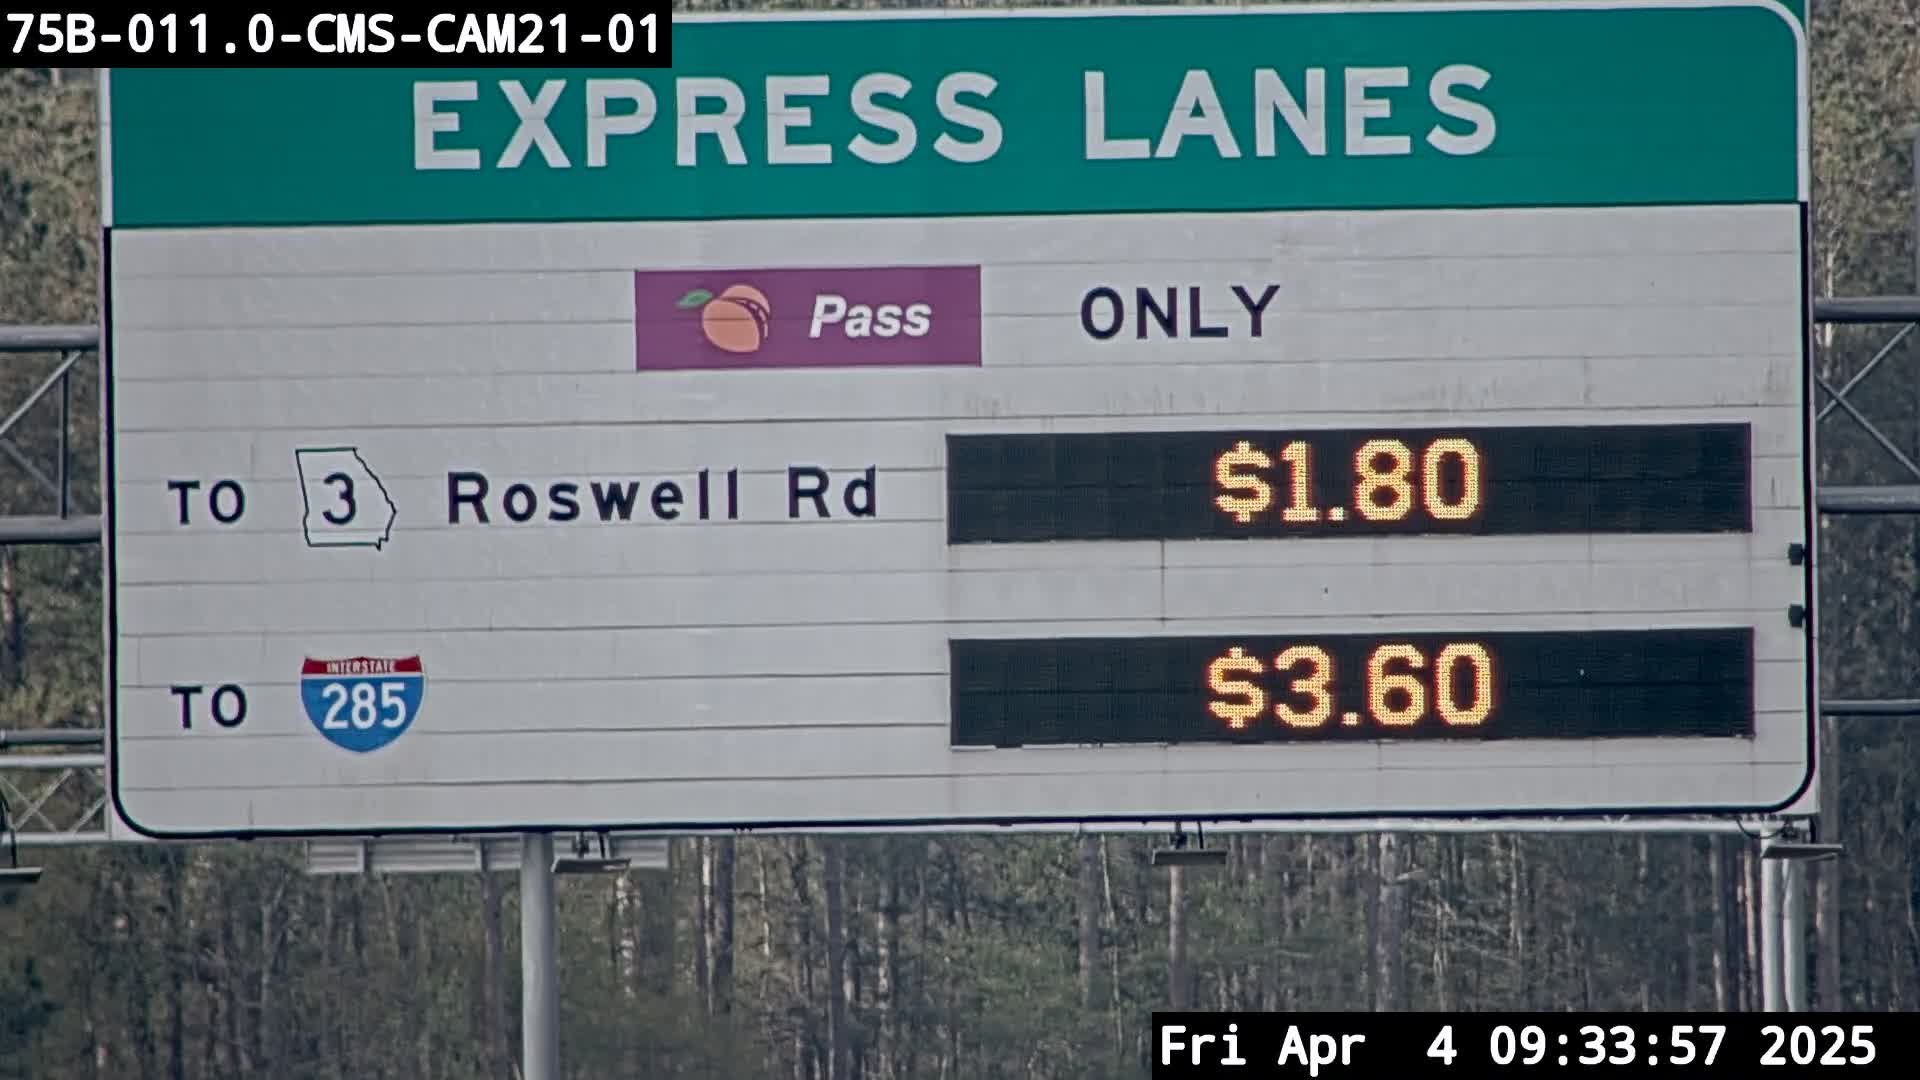 75B-011.0-CMS-CAM21-01
EXPRESS LANES
Pass ONLY
TO 3 Roswell Rd $1.80
TO INTERSTATE 285 $3.60
Fri Apr 4 09:33:57 2025